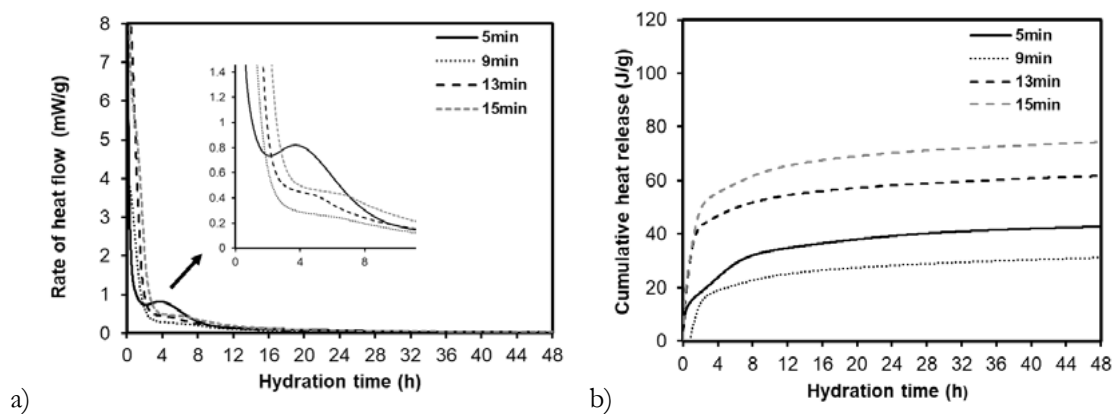 8
7
6
5
4
3
2
1
0
Rate of heat flow (mW/g)
5min
9min
13min
15min
1.4
1.2
1
0.8
0.6
0.4
0.2
0
0 4 8
0 4 8 12 16 20 24 28 32 36 40 44 48
Hydration time (h)
a)
120
100
80
60
40
20
0
Cumulative heat release (J/g)
5min
9min
13min
15min
0 4 8 12 16 20 24 28 32 36 40 44 48
Hydration time (h)
b)